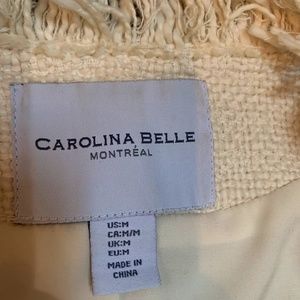 CAROLINA BELLE
MONTRÉAL
US:M
CA:M/M
UK:M
EU:M
MADE IN
CHINA